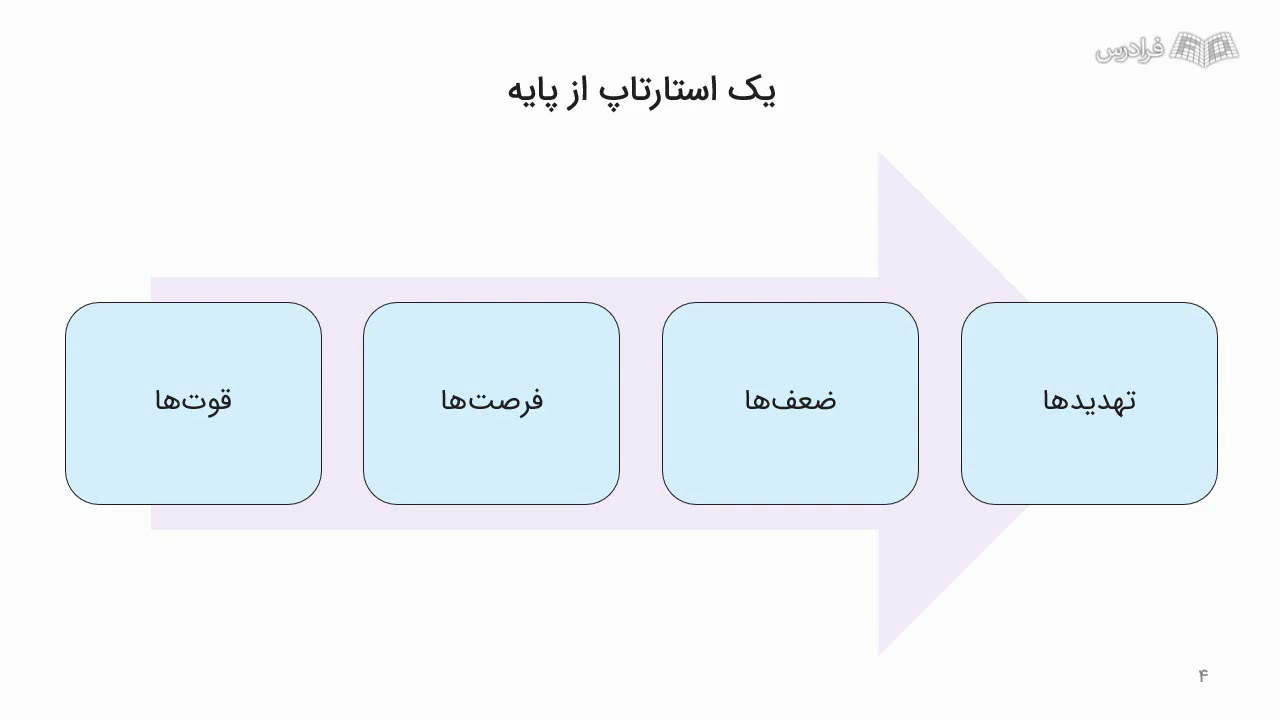 فرادرس
یک استارتاپ از پایه
قوت‌ها
فرصت‌ها
ضعف‌ها
تهدیدها
۴